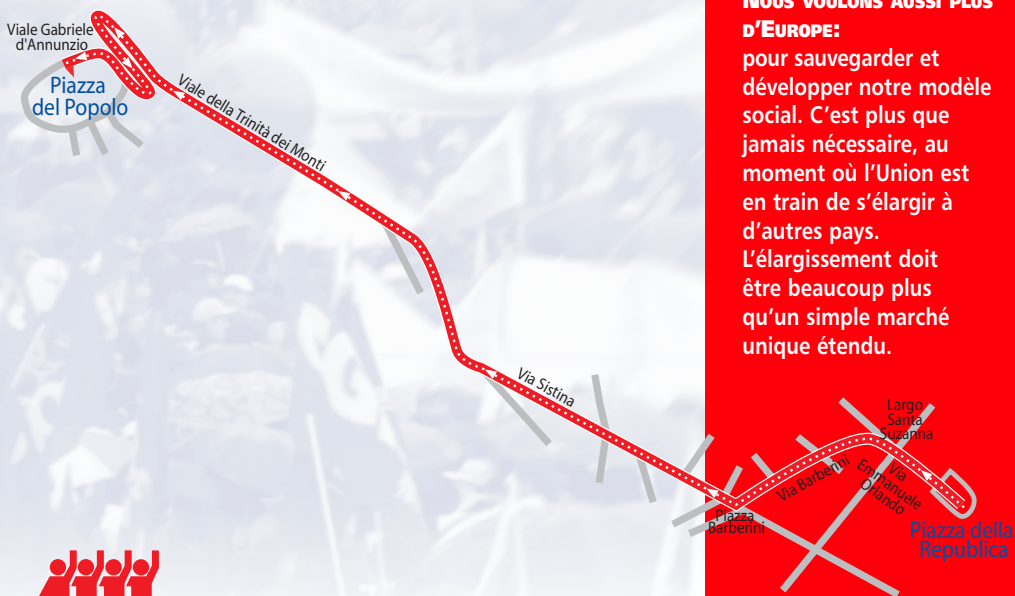 Viale Gabriele
d'Annunzio
Piazza
del Popolo
Viale della Trinità dei Monti
Via Sistina
NOUS VOULONS AUSSI PLUS
D'EUROPE:
pour sauvegarder et
développer notre modèle
social. C'est plus que
jamais nécessaire, au
moment où l'Union est
en train de s'élargir à
d'autres pays.
L'élargissement doit
être beaucoup plus
qu'un simple marché
unique étendu.
Largo
Santa
Suzanna
Via
Emmanuele
Orlando
Via Barberini
Piazza
Barberini
Piazza della
Republica